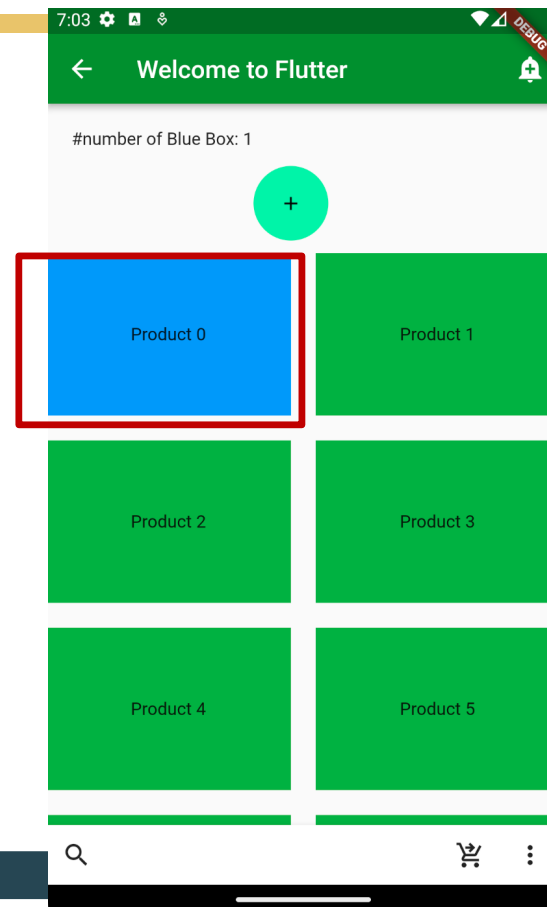 7:03
DEBUG
Welcome to Flutter
#number of Blue Box: 1
+
Product 0
Product 1
Product 2
Product 3
Product 4
Product 5